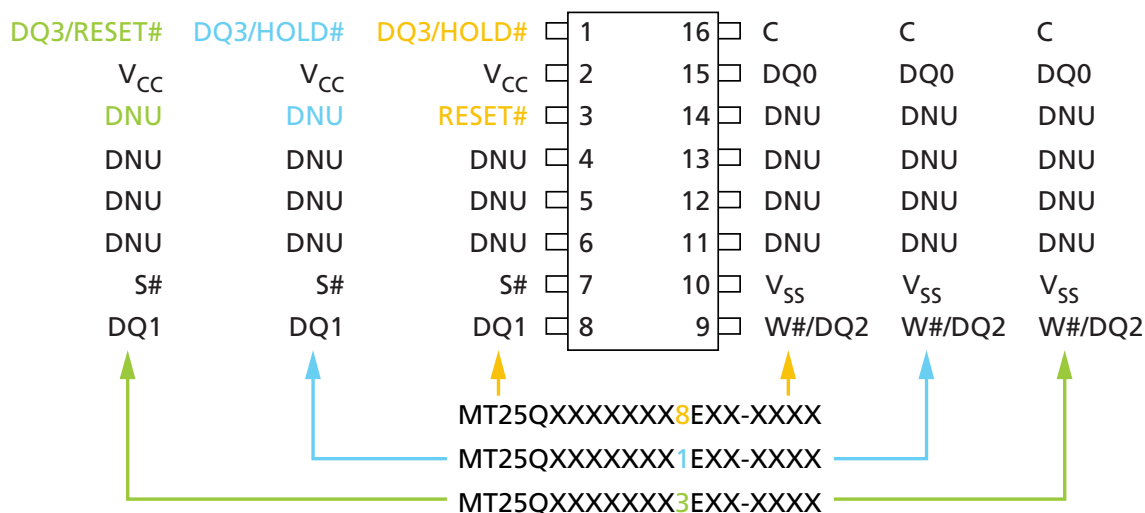 DQ3/RESET# DQ3/HOLD# DQ3/HOLD# 1 16 C C C
VCC VCC VCC 2 15 DQ0 DQ0 DQ0
DNU DNU RESET# 3 14 DNU DNU DNU
DNU DNU DNU 4 13 DNU DNU DNU
DNU DNU DNU 5 12 DNU DNU DNU
DNU DNU DNU 6 11 DNU DNU DNU
S# S# S# 7 10 VSS VSS VSS
DQ1 DQ1 DQ1 8 9 W#/DQ2 W#/DQ2 W#/DQ2
MT25QXXXXXXX8EXX-XXXX
MT25QXXXXXXX1EXX-XXXX
MT25QXXXXXXX3EXX-XXXX